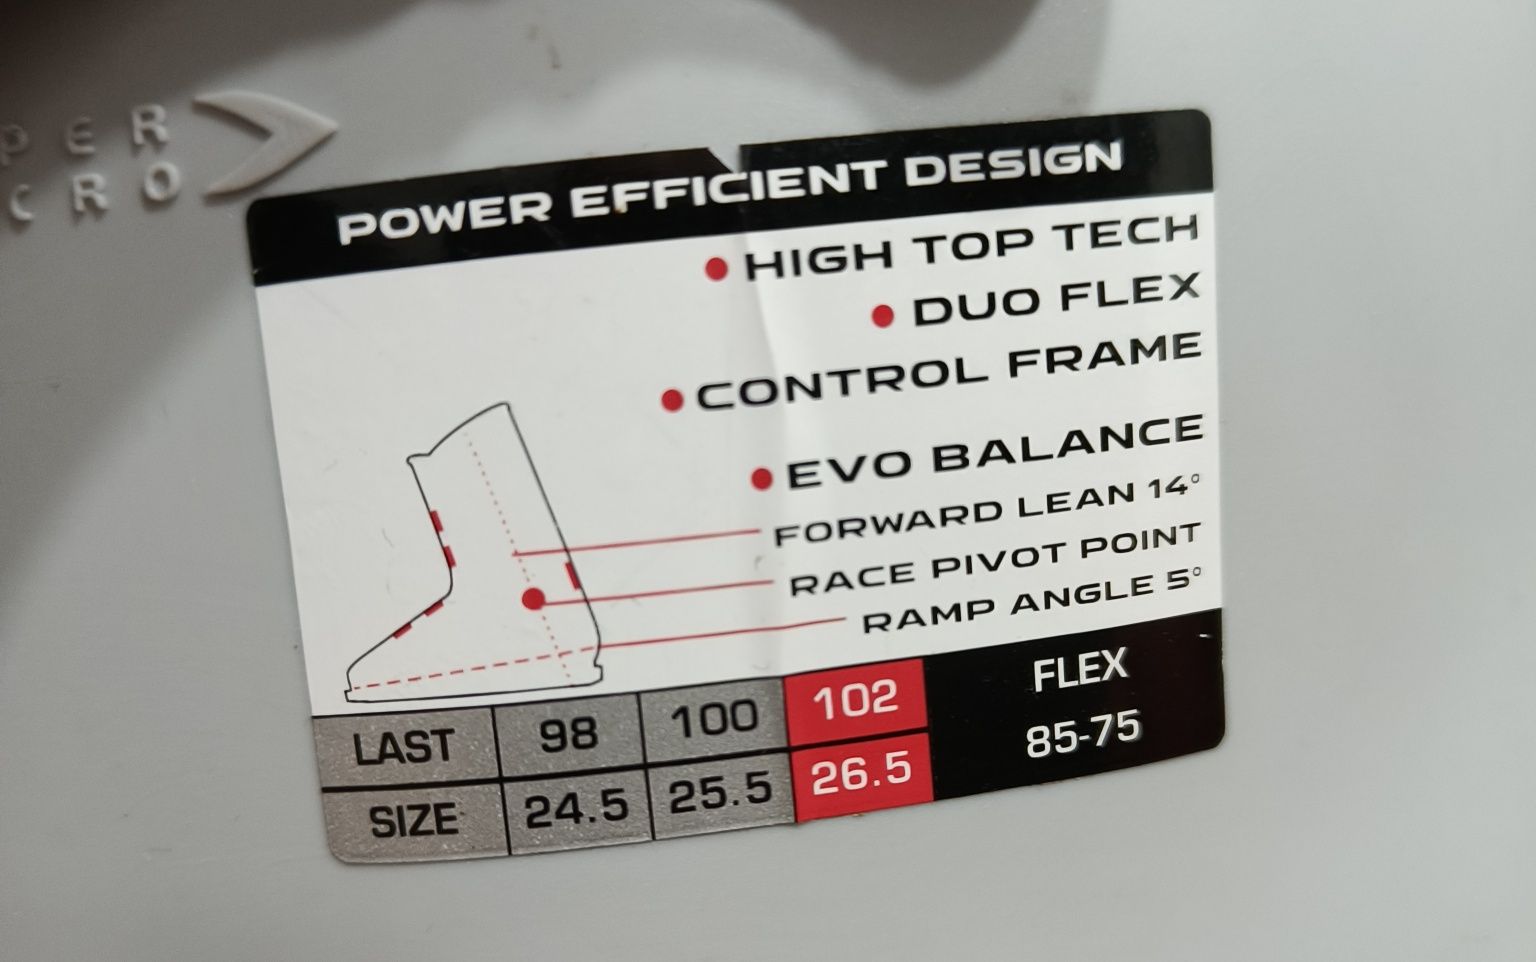 PER
CRO
POWER EFFICIENT DESIGN
HIGH TOP TECH
DUO FLEX
CONTROL FRAME
EVO BALANCE
FORWARD LEAN 14°
RACE PIVOT POINT
RAMP ANGLE 5°
LAST 98 100 102
SIZE 24.5 25.5 26.5
FLEX
85-75